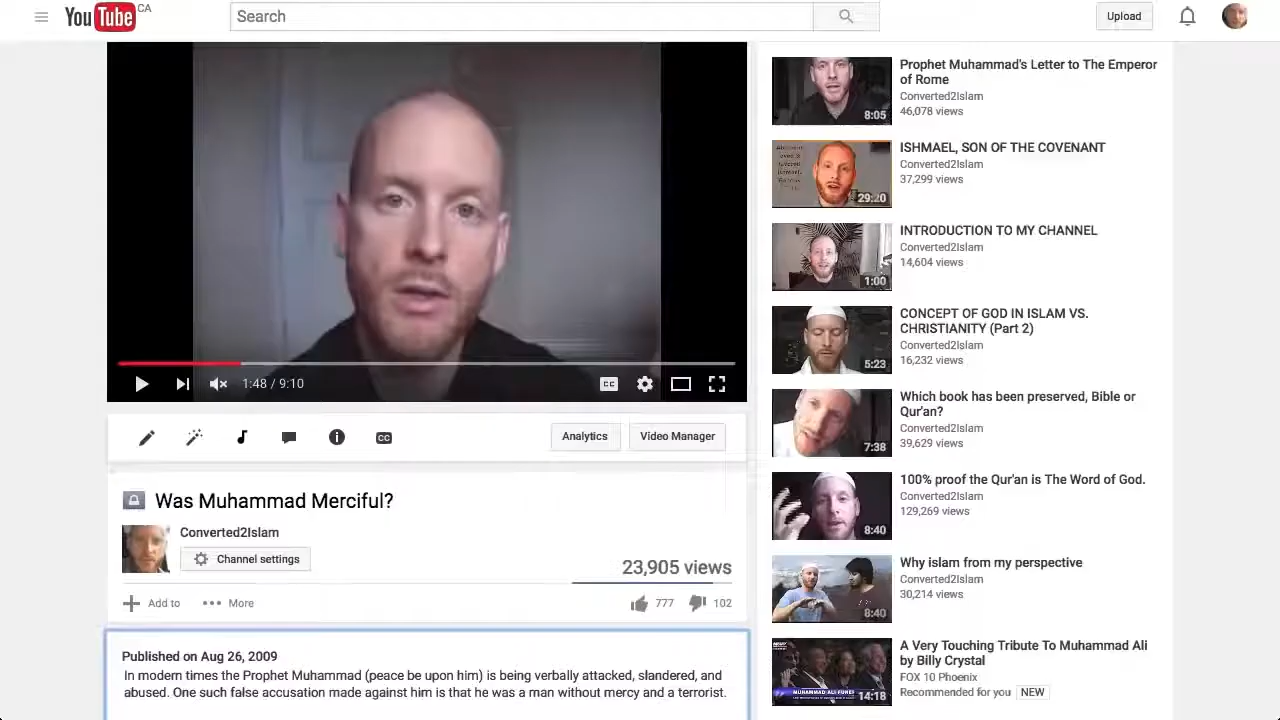 YouTube CA
Search
Upload
1:48 / 9:10
CC
CC
Analytics
Video Manager
Was Muhammad Merciful?
Converted2Islam
Channel settings
23,905 views
Add to
More
777
102
Published on Aug 26, 2009
In modern times the Prophet Muhammad (peace be upon him) is being verbally attacked, slandered, and
abused. One such false accusation made against him is that he was a man without mercy and a terrorist.
8:05
Prophet Muhammad's Letter to The Emperor
of Rome
Converted2Islam
46,078 views
29:20
ISHMAEL, SON OF THE COVENANT
Converted2Islam
37,299 views
1:00
INTRODUCTION TO MY CHANNEL
Converted2Islam
14,604 views
5:23
CONCEPT OF GOD IN ISLAM VS.
CHRISTIANITY (Part 2)
Converted2Islam
16,232 views
7:38
Which book has been preserved, Bible or
Qur'an?
Converted2Islam
39,629 views
8:40
100% proof the Qur'an is The Word of God.
Converted2Islam
129,269 views
8:40
Why islam from my perspective
Converted2Islam
30,214 views
MUHAMMAD ALI
14:18
A Very Touching Tribute To Muhammad Ali
by Billy Crystal
FOX 10 Phoenix
Recommended for you NEW